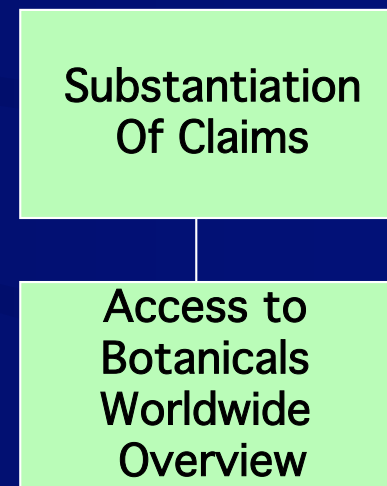 Substantiation
Of Claims
Access to
Botanicals
Worldwide
Overview